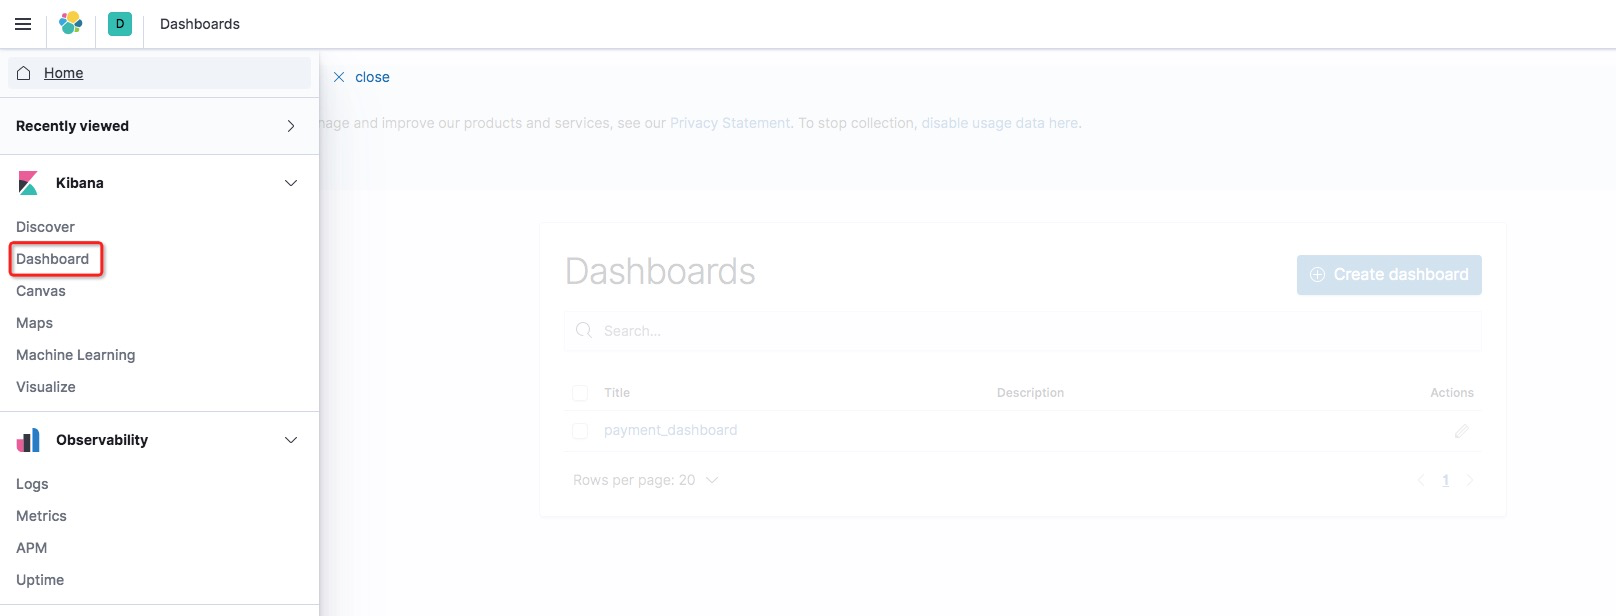 D
Dashboards
Home
close
Recently viewed
and improve our products and services, see our Privacy Statement. To stop collection, disable usage data here.
Kibana
Discover
Dashboard
Canvas
Maps
Machine Learning
Visualize
Observability
Logs
Metrics
APM
Uptime
Dashboards
Create dashboard
Search...
Title Description Actions
payment_dashboard
Rows per page: 20
1